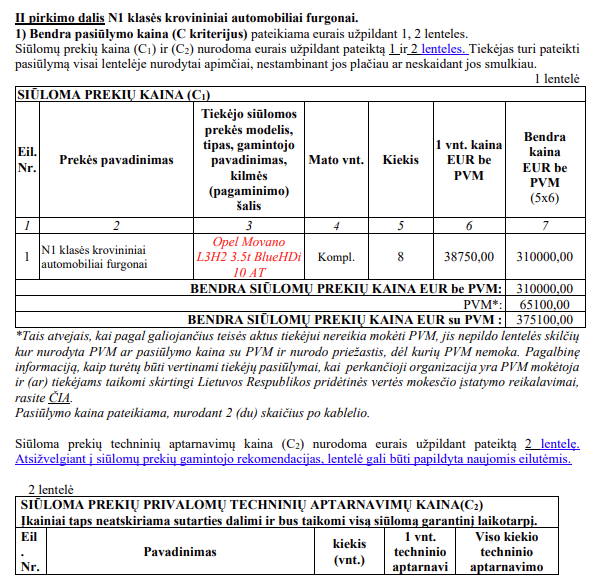 II pirkimo dalis N1 klasės krovininiai automobiliai furgonai.
1) Bendra pasiūlymo kaina (C kriterijus) pateikiama eurais užpildant 1, 2 lenteles.
Siūlomų prekių kaina (C1) ir (C2) nurodoma eurais užpildant pateiktą 1 ir 2 lenteles. Tiekėjas turi pateikti
pasiūlymą visai lentelėje nurodytai apimčiai, nestambinant jos plačiau ar neskaidant jos smulkiau.
1 lentelė
SIŪLOMA PREKIŲ KAINA (C1)
Eil. Nr.
Prekės pavadinimas
Tiekėjo siūlomos
prekės modelis,
tipas, gamintojo
pavadinimas,
kilmės
(pagaminimo)
šalis
Mato vnt.
Kiekis
1 vnt. kaina
EUR be
PVM
Bendra
kaina
EUR be
PVM
(5x6)
1 2 3 4 5 6 7
1
N1 klasės krovininiai
automobiliai furgonai
Opel Movano
L3H2 3.5t BlueHDi
10 AT
Kompl.
8
38750,00
310000,00
BENDRA SIŪLOMŲ PREKIŲ KAINA EUR be PVM: 310000,00
PVM*: 65100,00
BENDRA SIŪLOMŲ PREKIŲ KAINA EUR su PVM : 375100,00
*Tais atvejais, kai pagal galiojančius teisės aktus tiekėjui nereikia mokėti PVM, jis nepildo lentelės skilčių
kur nurodyta PVM ar pasiūlymo kaina su PVM ir nurodo priežastis, dėl kurių PVM nemoka. Pagalbinę
informaciją, kaip turėtų būti vertinami tiekėjų pasiūlymai, kai perkančioji organizacija yra PVM mokėtoja
ir (ar) tiekėjams taikomi skirtingi Lietuvos Respublikos pridėtinės vertės mokesčio įstatymo reikalavimai,
rasite ČIA.
Pasiūlymo kaina pateikiama, nurodant 2 (du) skaičius po kablelio.
Siūloma prekių techninių aptarnavimų kaina (C2) nurodoma eurais užpildant pateiktą 2 lentelę.
Atsižvelgiant į siūlomų prekių gamintojo rekomendacijas, lentelė gali būti papildyta naujomis eilutėmis.
2 lentelė
SIŪLOMA PREKIŲ PRIVALOMŲ TECHNINIŲ APTARNAVIMŲ KAINA(C2)
Įkainiai taps neatskiriama sutarties dalimi ir bus taikomi visą siūlomą garantinį laikotarpį.
Eil
.
Nr.
Pavadinimas
kiekis
(vnt.)
1 vnt.
techninio
aptarnavi
Viso kiekio
techninio
aptarnavimo